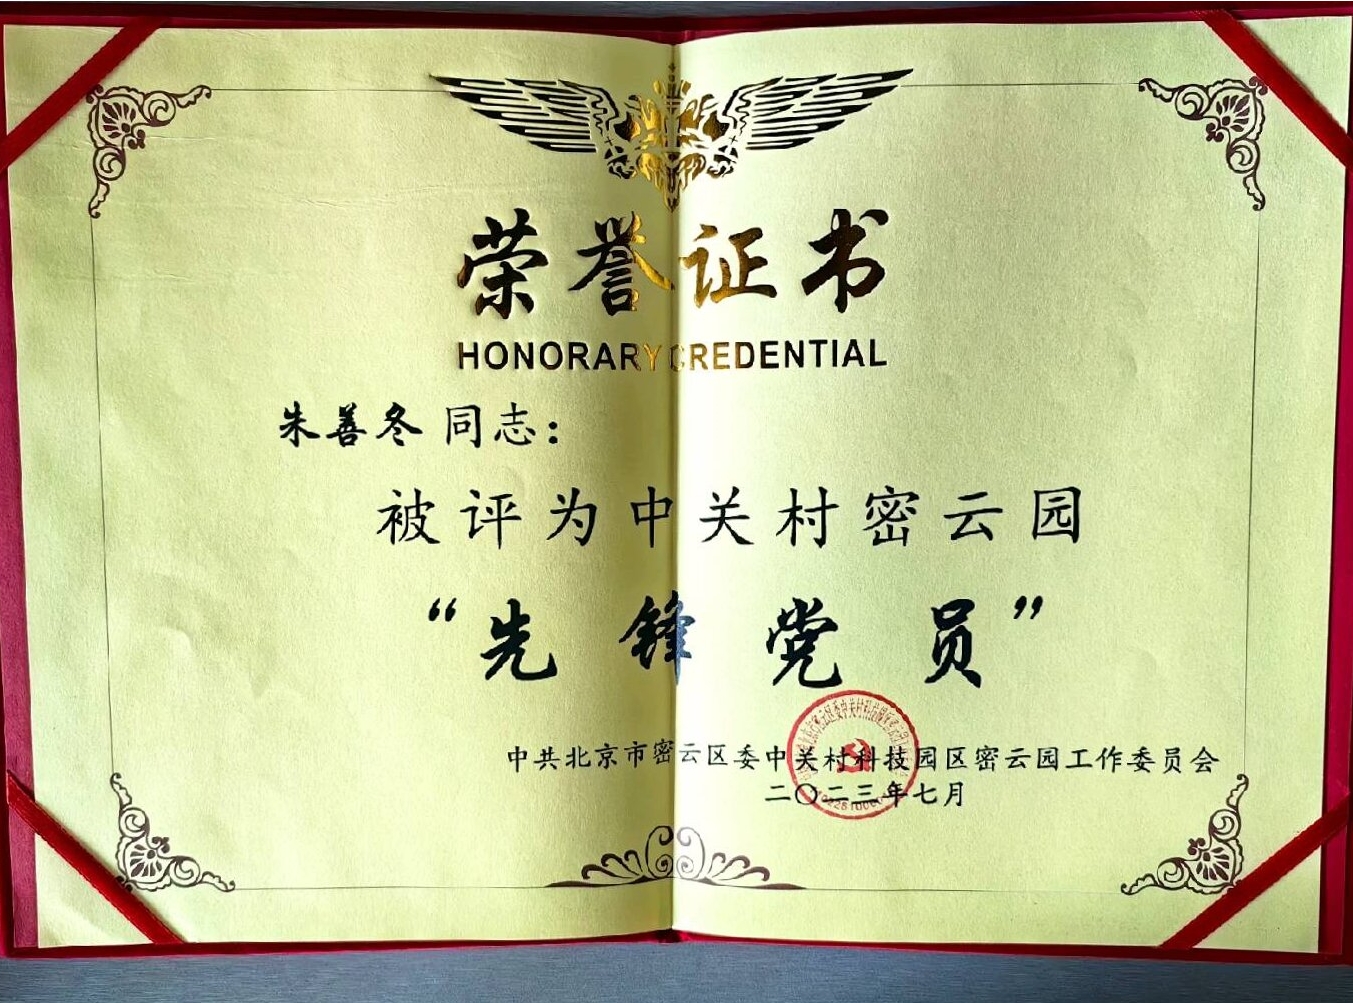 荣誉证书
HONORARY CREDENTIAL
朱善冬 同志：
被评为中关村密云园
“先锋党员”
中共北京市密云区委中关村科技园区密云园工作委员会
二〇二三年七月